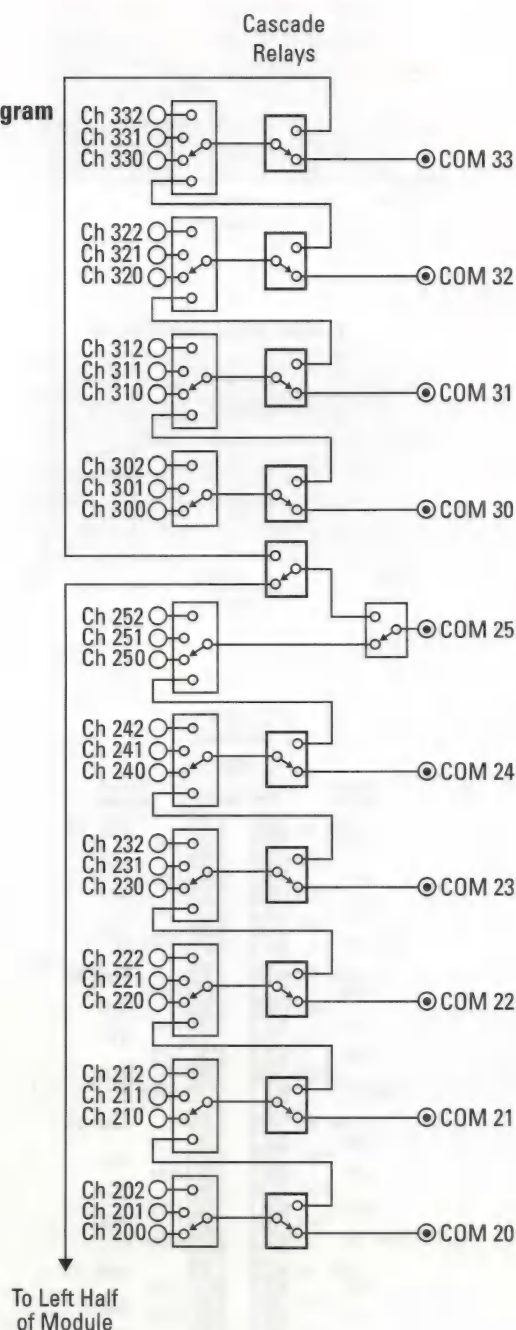 Cascade
Relays
gram
Ch 332
Ch 331
Ch 330
COM 33
Ch 322
Ch 321
Ch 320
COM 32
Ch 312
Ch 311
Ch 310
COM 31
Ch 302
Ch 301
Ch 300
COM 30
Ch 252
Ch 251
Ch 250
COM 25
Ch 242
Ch 241
Ch 240
COM 24
Ch 232
Ch 231
Ch 230
COM 23
Ch 222
Ch 221
Ch 220
COM 22
Ch 212
Ch 211
Ch 210
COM 21
Ch 202
Ch 201
Ch 200
COM 20
To Left Half
of Module